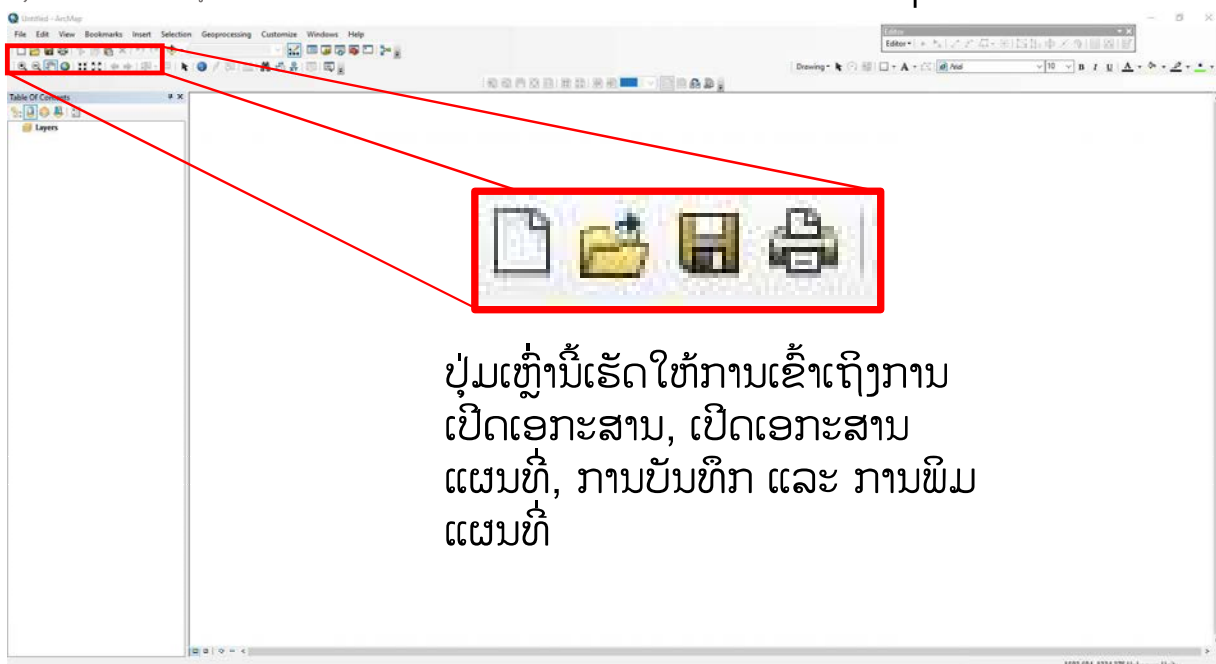 Untitled - ArcMap
File Edit View Bookmarks Insert Selection Geoprocessing Customize Windows Help
Editor
Editor
Drawing A Arial 10 B I U A
Table Of Contents
Layers
ປຸ່ມເຫຼົ່ານີ້ເຮັດໃຫ້ການເຂົ້າເຖິງການ
ເປີດເອກະສານ, ເປີດເອກະສານ
ແຜນທີ່, ການບັນທຶກ ແລະ ການພິມ
ແຜນທີ່